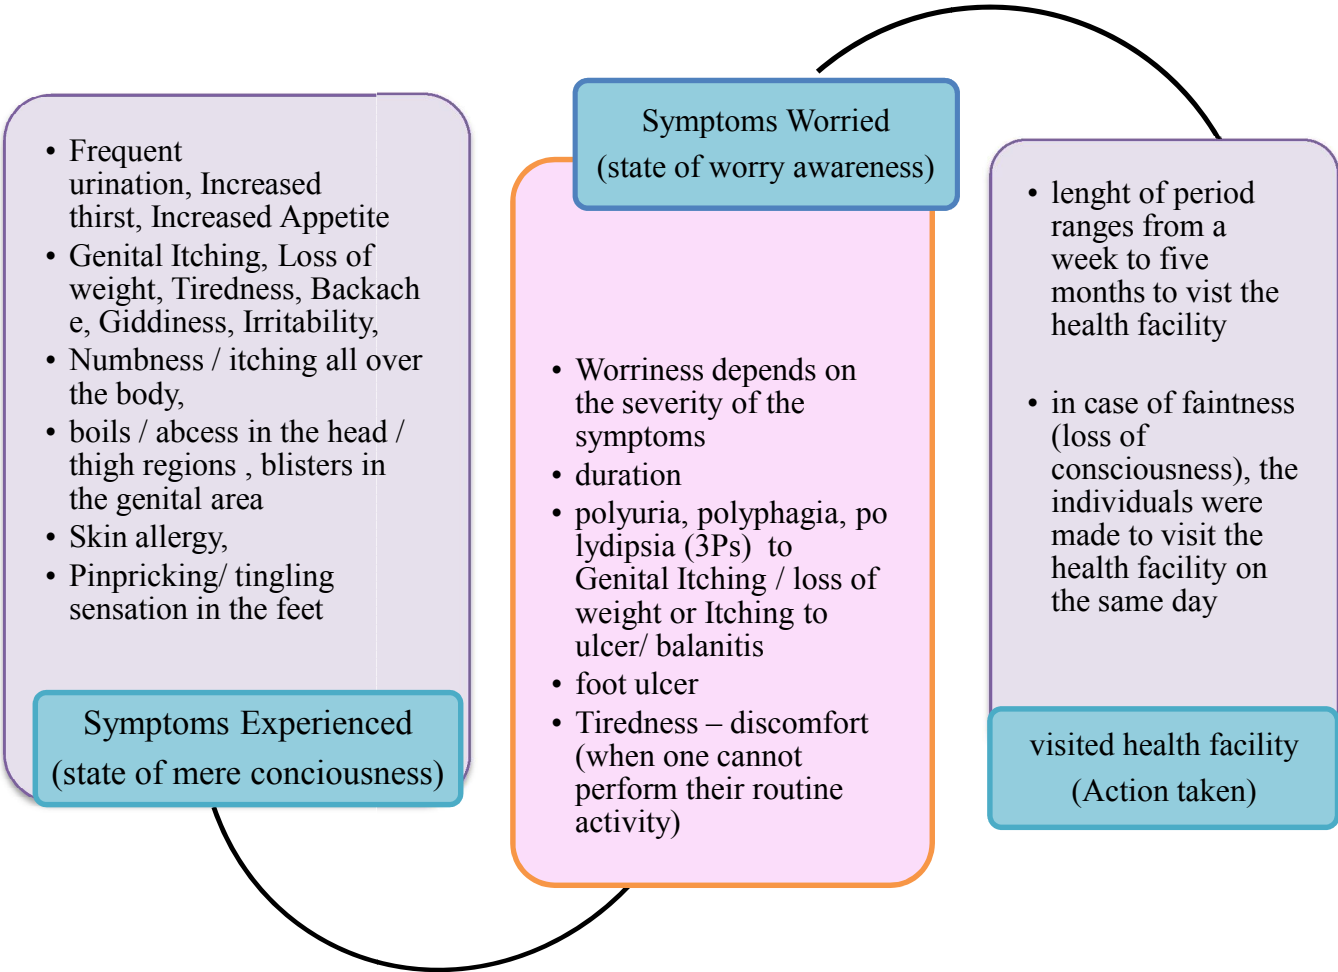 • Frequent
urination, Increased
thirst, Increased Appetite
• Genital Itching, Loss of
weight, Tiredness, Backach
e, Giddiness, Irritability,
• Numbness / itching all over
the body,
• boils / abcess in the head /
thigh regions , blisters in
the genital area
• Skin allergy,
• Pinpricking/ tingling
sensation in the feet
Symptoms Experienced
(state of mere conciousness)
Symptoms Worried
(state of worry awareness)
• Worriness depends on
the severity of the
symptoms
• duration
• polyuria, polyphagia, po
lydipsia (3Ps) to
Genital Itching / loss of
weight or Itching to
ulcer/ balanitis
• foot ulcer
• Tiredness – discomfort
(when one cannot
perform their routine
activity)
• lenght of period
ranges from a
week to five
months to vist the
health facility
• in case of faintness
(loss of
consciousness), the
individuals were
made to visit the
health facility on
the same day
visited health facility
(Action taken)